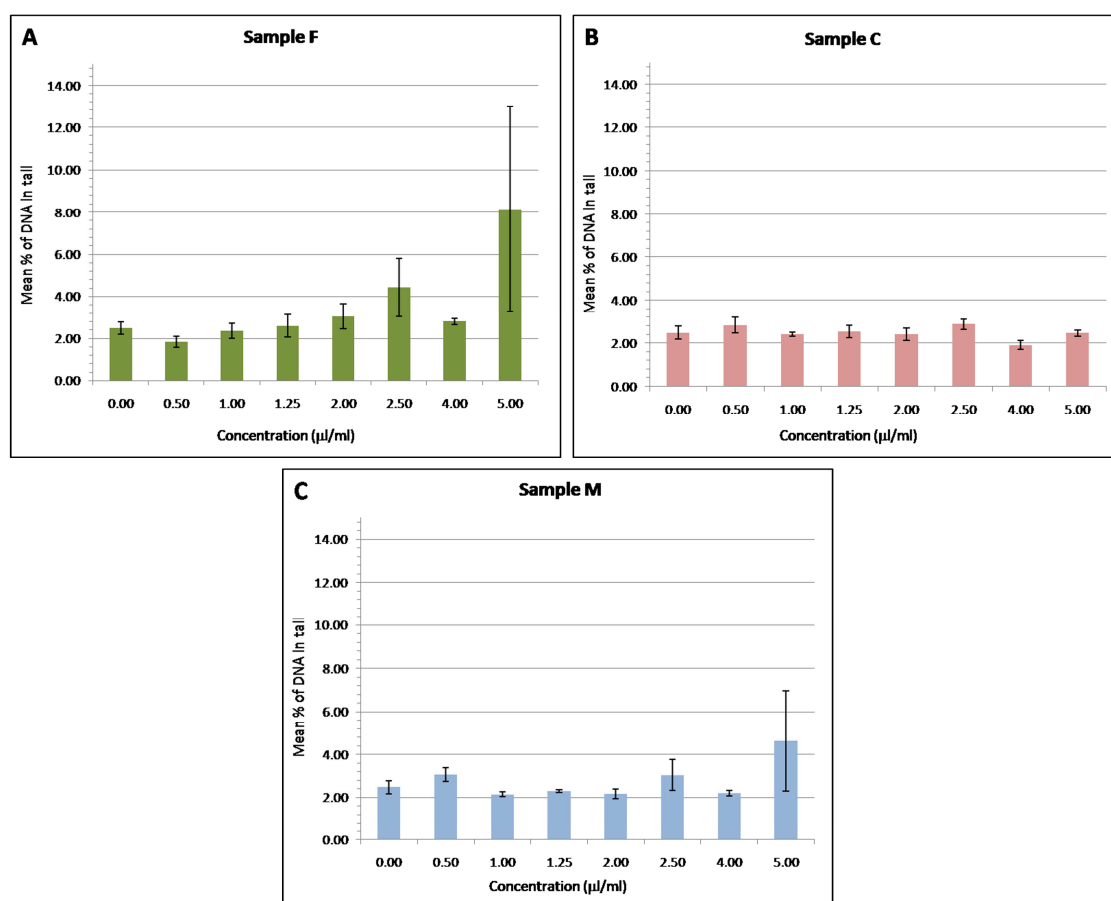 A
Sample F
Mean % of DNA in tail
14.00
12.00
10.00
8.00
6.00
4.00
2.00
0.00
0.00 0.50 1.00 1.25 2.00 2.50 4.00 5.00
Concentration (µl/ml)
B
Sample C
Mean % of DNA in tail
14.00
12.00
10.00
8.00
6.00
4.00
2.00
0.00
0.00 0.50 1.00 1.25 2.00 2.50 4.00 5.00
Concentration (µl/ml)
C
Sample M
Mean % of DNA in tail
14.00
12.00
10.00
8.00
6.00
4.00
2.00
0.00
0.00 0.50 1.00 1.25 2.00 2.50 4.00 5.00
Concentration (µl/ml)